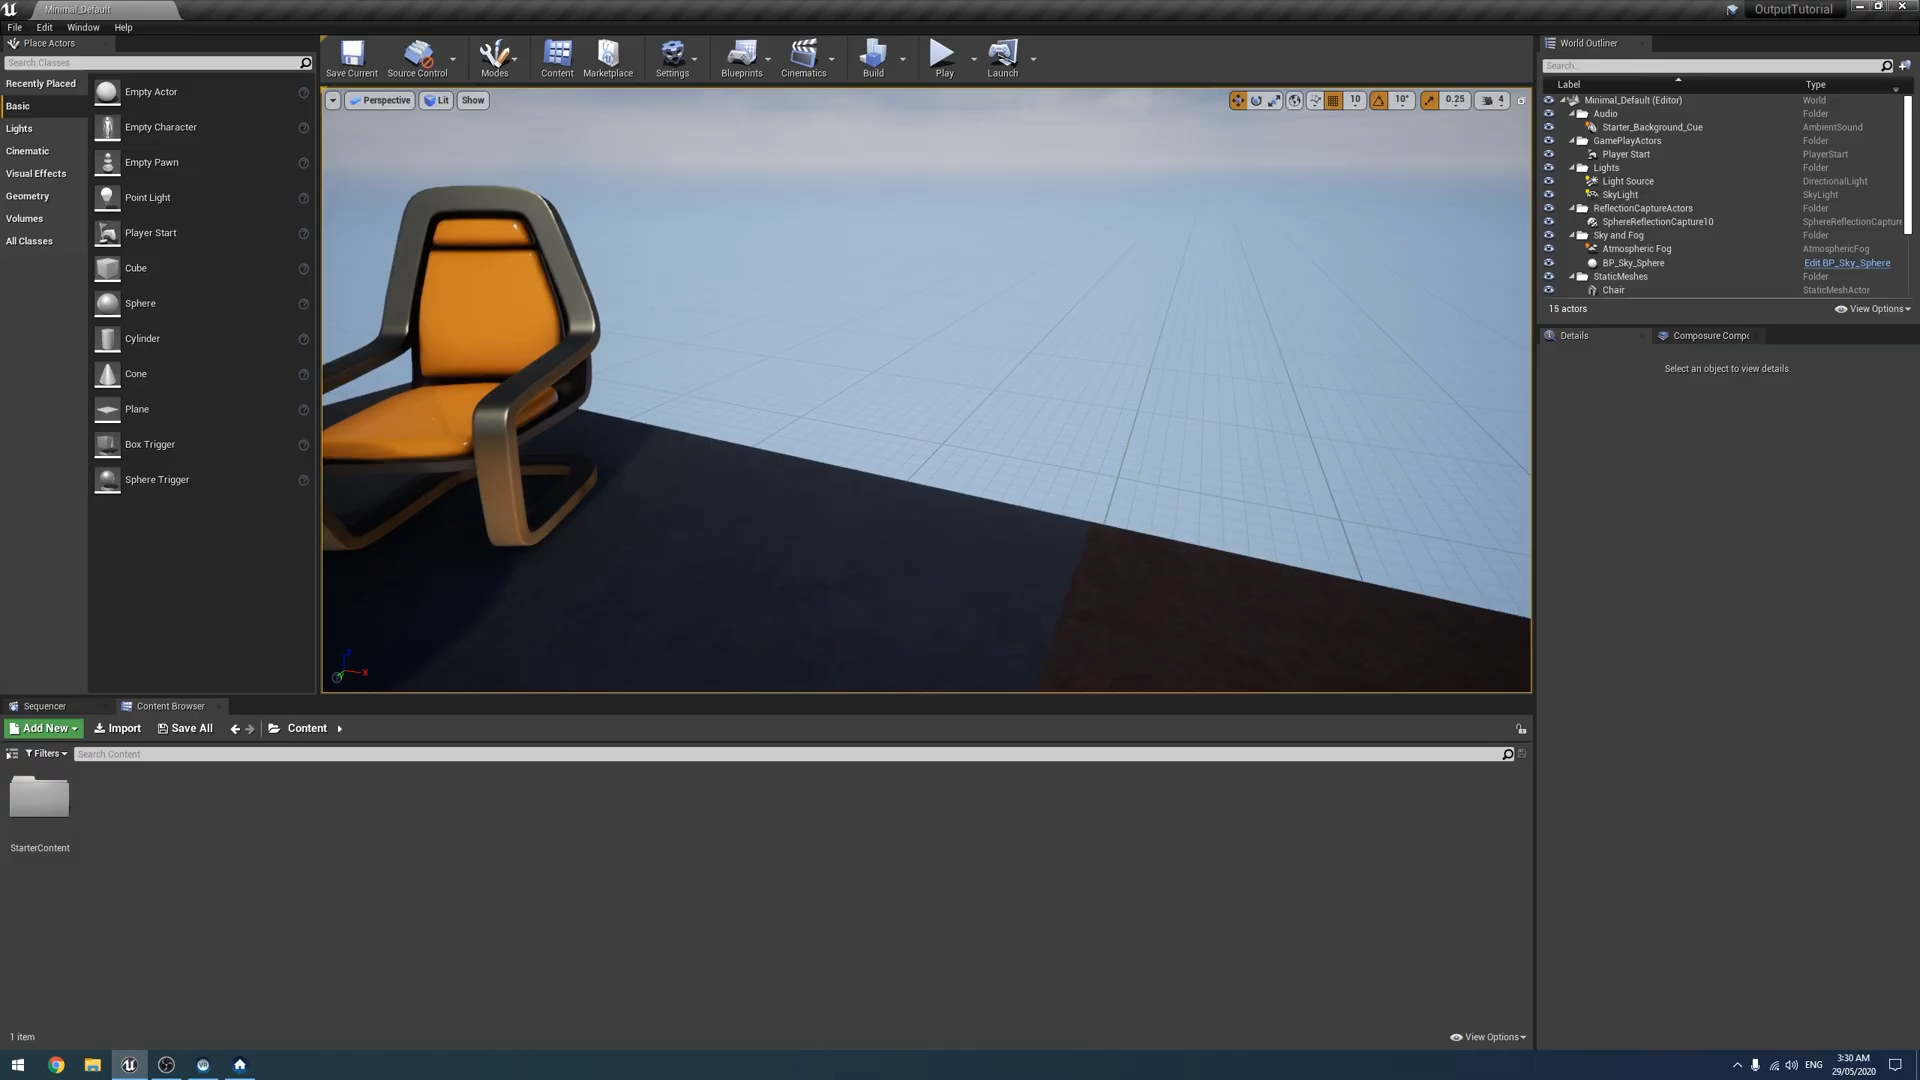 Minimal_Default
OutputTutorial
File Edit Window Help
Place Actors
Search Classes
Recently Placed
Basic
Lights
Cinematic
Visual Effects
Geometry
Volumes
All Classes
Empty Actor
Empty Character
Empty Pawn
Point Light
Player Start
Cube
Sphere
Cylinder
Cone
Plane
Box Trigger
Sphere Trigger
Save Current Source Control Modes Content Marketplace Settings Blueprints Cinematics Build Play Launch
Perspective Lit Show
10 10° 0.25 4
X
World Outliner
Search...
Label Type
Minimal_Default (Editor) World
Audio Folder
Starter_Background_Cue AmbientSound
GamePlayActors Folder
Player Start PlayerStart
Lights Folder
Light Source DirectionalLight
SkyLight SkyLight
ReflectionCaptureActors Folder
SphereReflectionCapture10 SphereReflectionCapture
Sky and Fog Folder
Atmospheric Fog AtmosphericFog
BP_Sky_Sphere Edit BP_Sky_Sphere
StaticMeshes Folder
Chair StaticMeshActor
15 actors View Options
Details Composure Compo
Select an object to view details.
Sequencer Content Browser
Add New Import Save All Content
Filters Search Content
StarterContent
1 item View Options
ENG
3:30 AM
29/05/2020